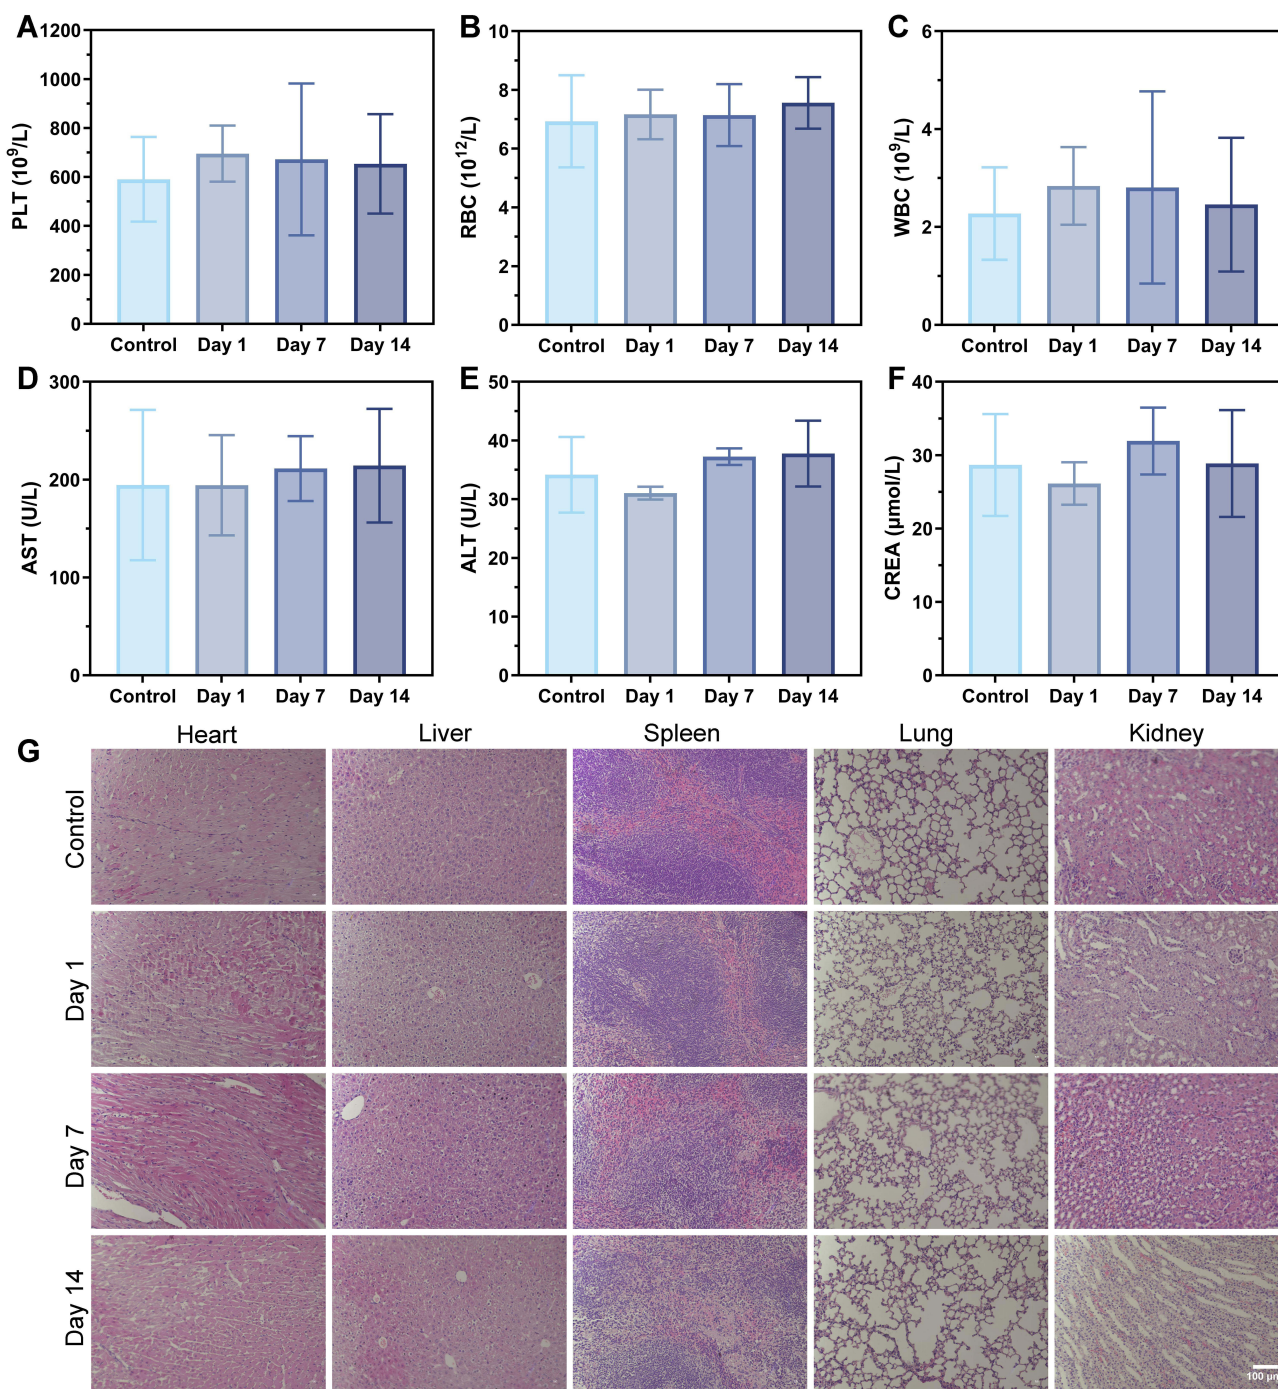 A
PLT (10⁹/L)
1200
1000
800
600
400
200
0
Control Day 1 Day 7 Day 14
B
RBC (10¹²/L)
10
8
6
4
2
0
Control Day 1 Day 7 Day 14
C
WBC (10⁹/L)
6
4
2
0
Control Day 1 Day 7 Day 14
D
AST (U/L)
300
200
100
0
Control Day 1 Day 7 Day 14
E
ALT (U/L)
50
40
30
20
10
0
Control Day 1 Day 7 Day 14
F
CREA (μmol/L)
40
30
20
10
0
Control Day 1 Day 7 Day 14
G
Heart Liver Spleen Lung Kidney
Control
Day 1
Day 7
Day 14
100 μm